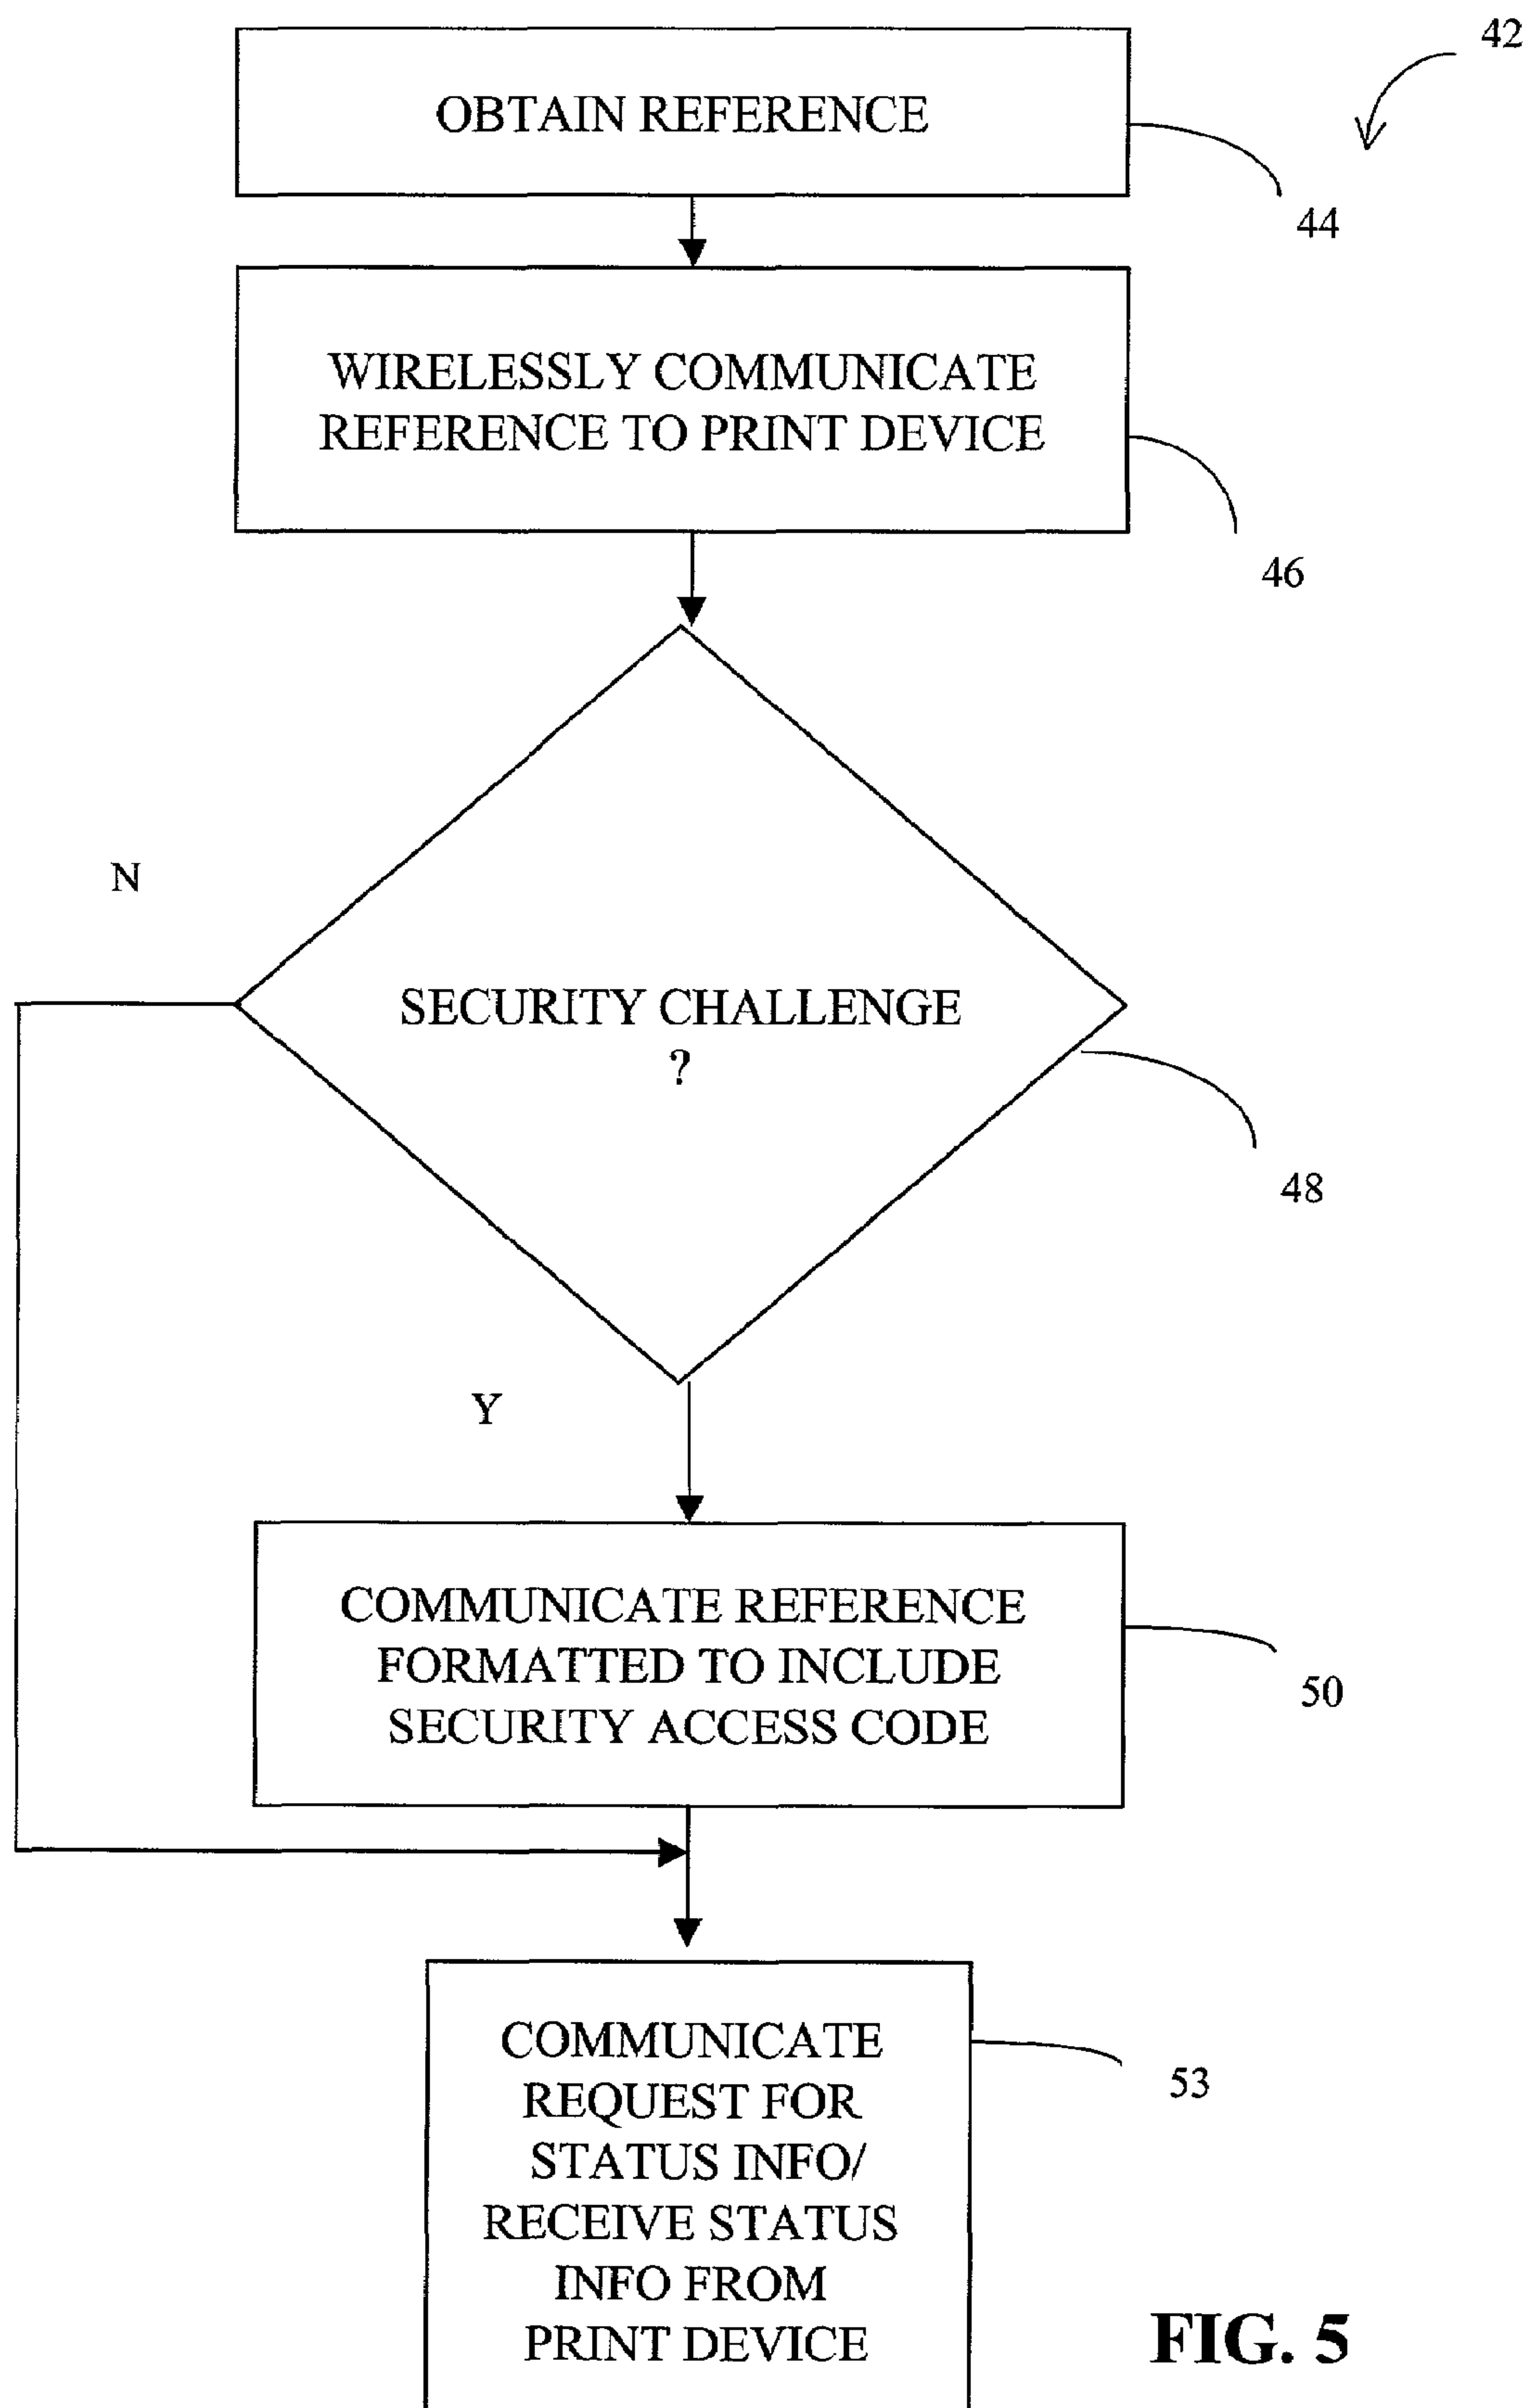 42
OBTAIN REFERENCE
44
WIRELESSLY COMMUNICATE
REFERENCE TO PRINT DEVICE
46
N
SECURITY CHALLENGE
?
48
Y
COMMUNICATE REFERENCE
FORMATTED TO INCLUDE
SECURITY ACCESS CODE
50
COMMUNICATE
REQUEST FOR
STATUS INFO/
RECEIVE STATUS
INFO FROM
PRINT DEVICE
53
FIG. 5